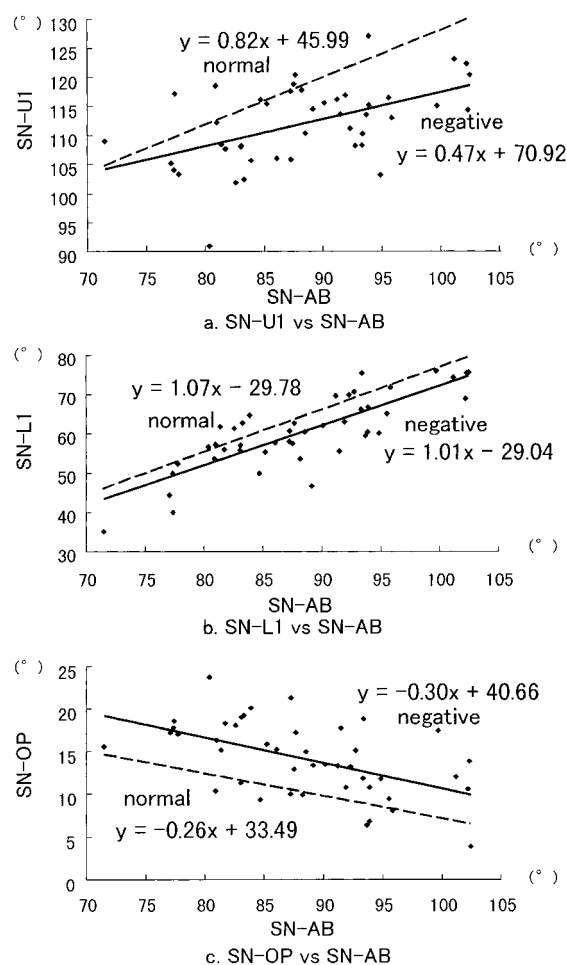 (°)
130
125
120
115
110
105
100
95
90
SN-U1
y = 0.82x + 45.99
normal
negative
y = 0.47x + 70.92
70 75 80 85 90 95 100 105
(°)
SN-AB
a. SN-U1 vs SN-AB
(°)
80
70
60
50
40
30
SN-L1
y = 1.07x − 29.78
normal
negative
y = 1.01x − 29.04
70 75 80 85 90 95 100 105
(°)
SN-AB
b. SN-L1 vs SN-AB
(°)
25
20
15
10
5
0
SN-OP
y = −0.30x + 40.66
negative
normal
y = −0.26x + 33.49
70 75 80 85 90 95 100 105
(°)
SN-AB
c. SN-OP vs SN-AB